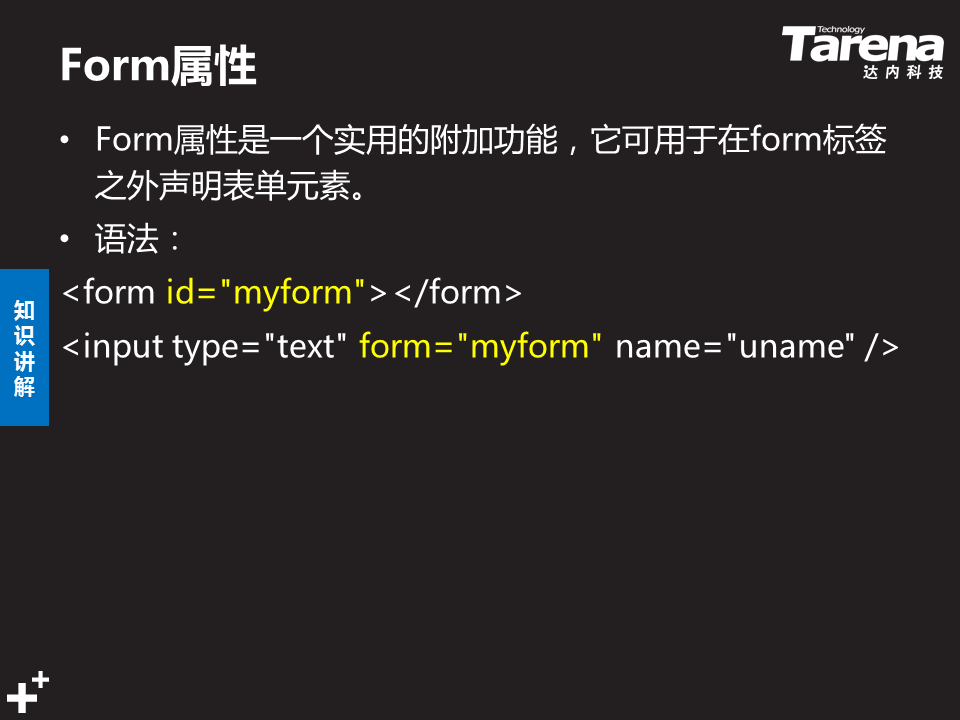 Form属性
Technology
Tarena
达内科技
• Form属性是一个实用的附加功能，它可用于在form标签
之外声明表单元素。
• 语法：
<form id="myform"></form>
<input type="text" form="myform" name="uname" />
知
识
讲
解